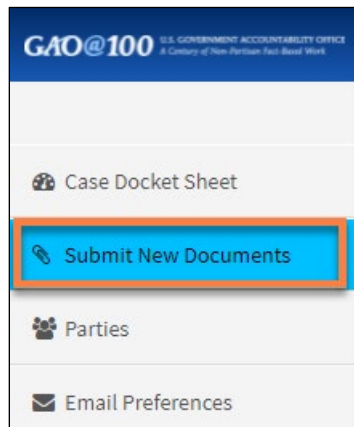 GAO@100 U.S. GOVERNMENT ACCOUNTABILITY OFFICE
A Century of Non-Partisan Fact-Based Work
Case Docket Sheet
Submit New Documents
Parties
Email Preferences